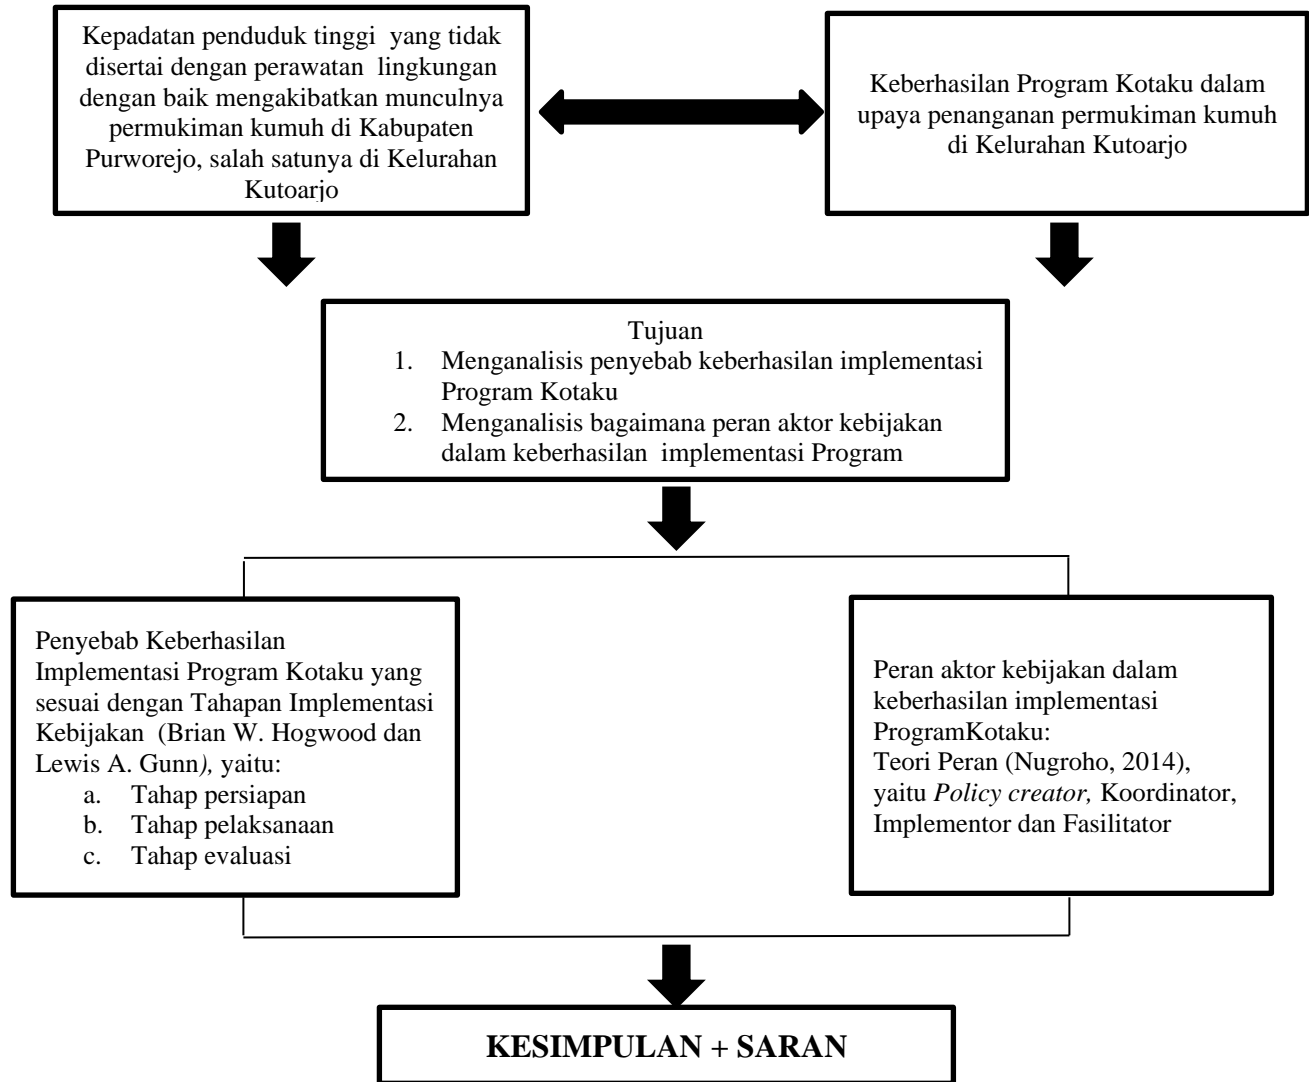 Kepadatan penduduk tinggi yang tidak
disertai dengan perawatan lingkungan
dengan baik mengakibatkan munculnya
permukiman kumuh di Kabupaten
Purworejo, salah satunya di Kelurahan
Kutoarjo
Keberhasilan Program Kotaku dalam
upaya penanganan permukiman kumuh
di Kelurahan Kutoarjo
Tujuan
1. Menganalisis penyebab keberhasilan implementasi
Program Kotaku
2. Menganalisis bagaimana peran aktor kebijakan
dalam keberhasilan implementasi Program
Penyebab Keberhasilan
Implementasi Program Kotaku yang
sesuai dengan Tahapan Implementasi
Kebijakan (Brian W. Hogwood dan
Lewis A. Gunn), yaitu:
a. Tahap persiapan
b. Tahap pelaksanaan
c. Tahap evaluasi
Peran aktor kebijakan dalam
keberhasilan implementasi
ProgramKotaku:
Teori Peran (Nugroho, 2014),
yaitu Policy creator, Koordinator,
Implementor dan Fasilitator
KESIMPULAN + SARAN